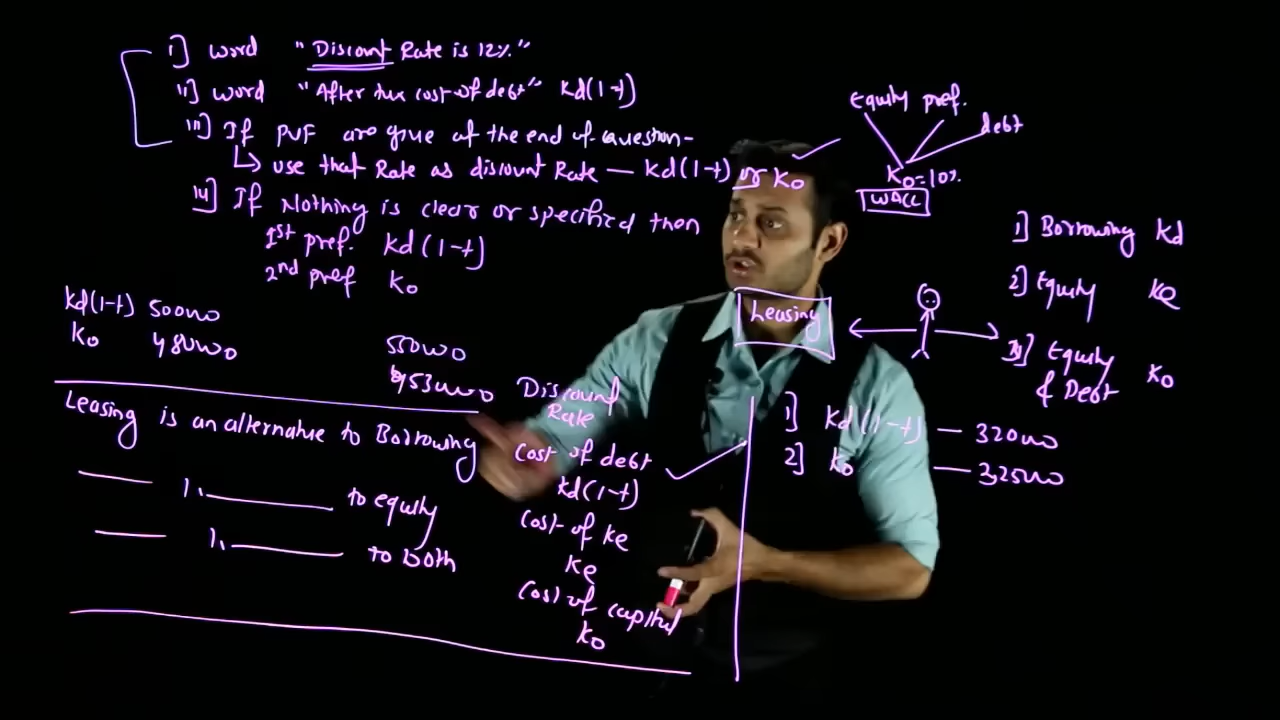 i] word "Discount Rate is 12%."
ii] word "After tax cost of debt" Kd(1-t)
iii] If PVF are give at the end of question-
↳ use that Rate as discount Rate — Kd(1-t) or Ko
iv] If Nothing is clear or specified then
1st pref. Kd(1-t)
2nd pref Ko
Equity pref.
debt
Ko=10%.
WACC
1] Borrowing Kd
2] Equity Ke
3] Equity & Debt Ko
Leasing
Kd(1-t) 500000
Ko 480000
550000
Leasing is an alternative to Borrowing
—— 1, ———— to equity
—— 1, ———— to both
Discount
Rate
Cost of debt
Kd(1-t)
Cost of Ke
Ke
Cost of capital
Ko
1] Kd(1-t) — 32000
2] Ko — 32500